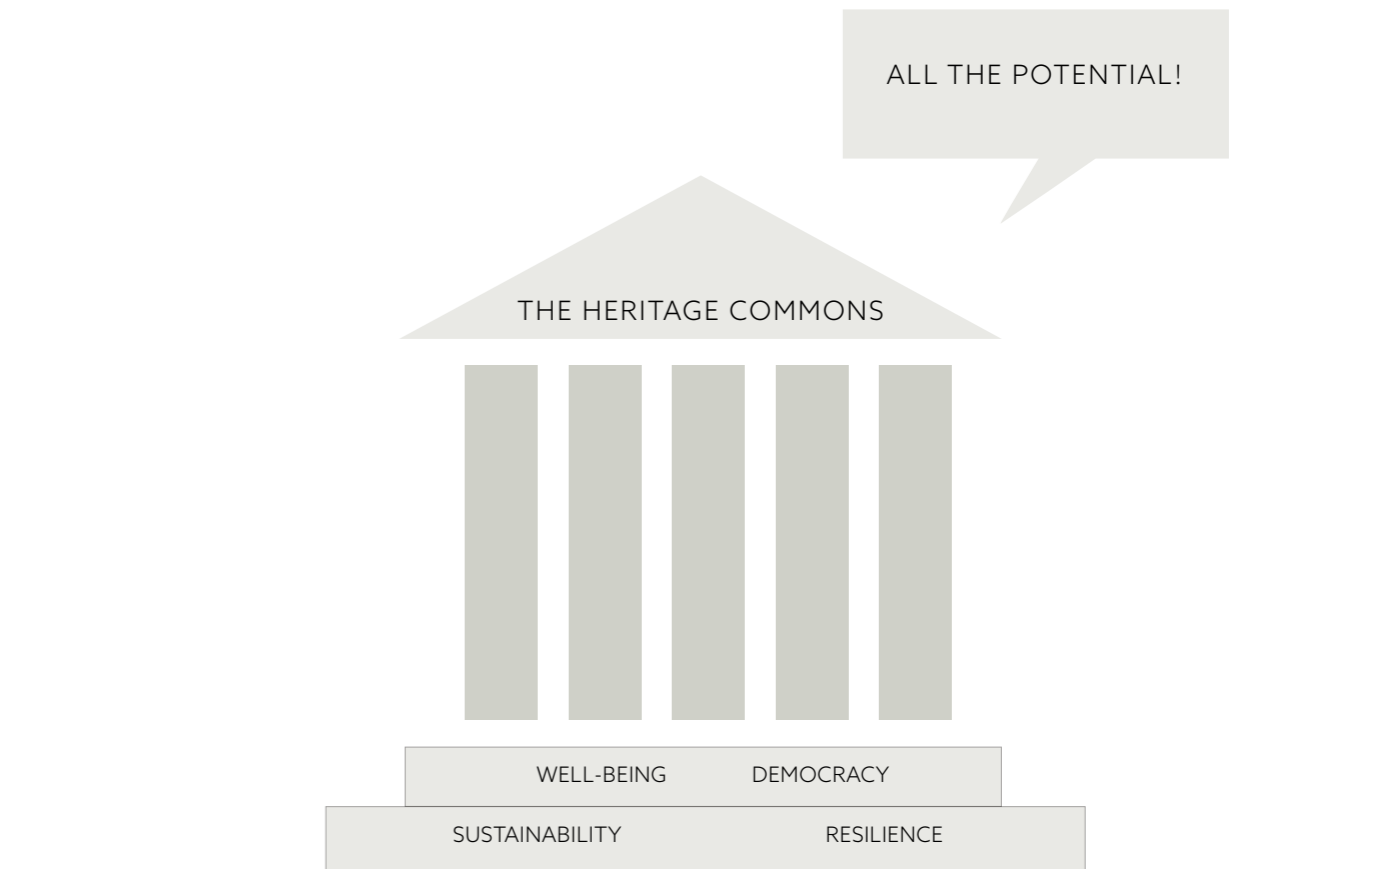 ALL THE POTENTIAL!
THE HERITAGE COMMONS
WELL-BEING DEMOCRACY
SUSTAINABILITY RESILIENCE